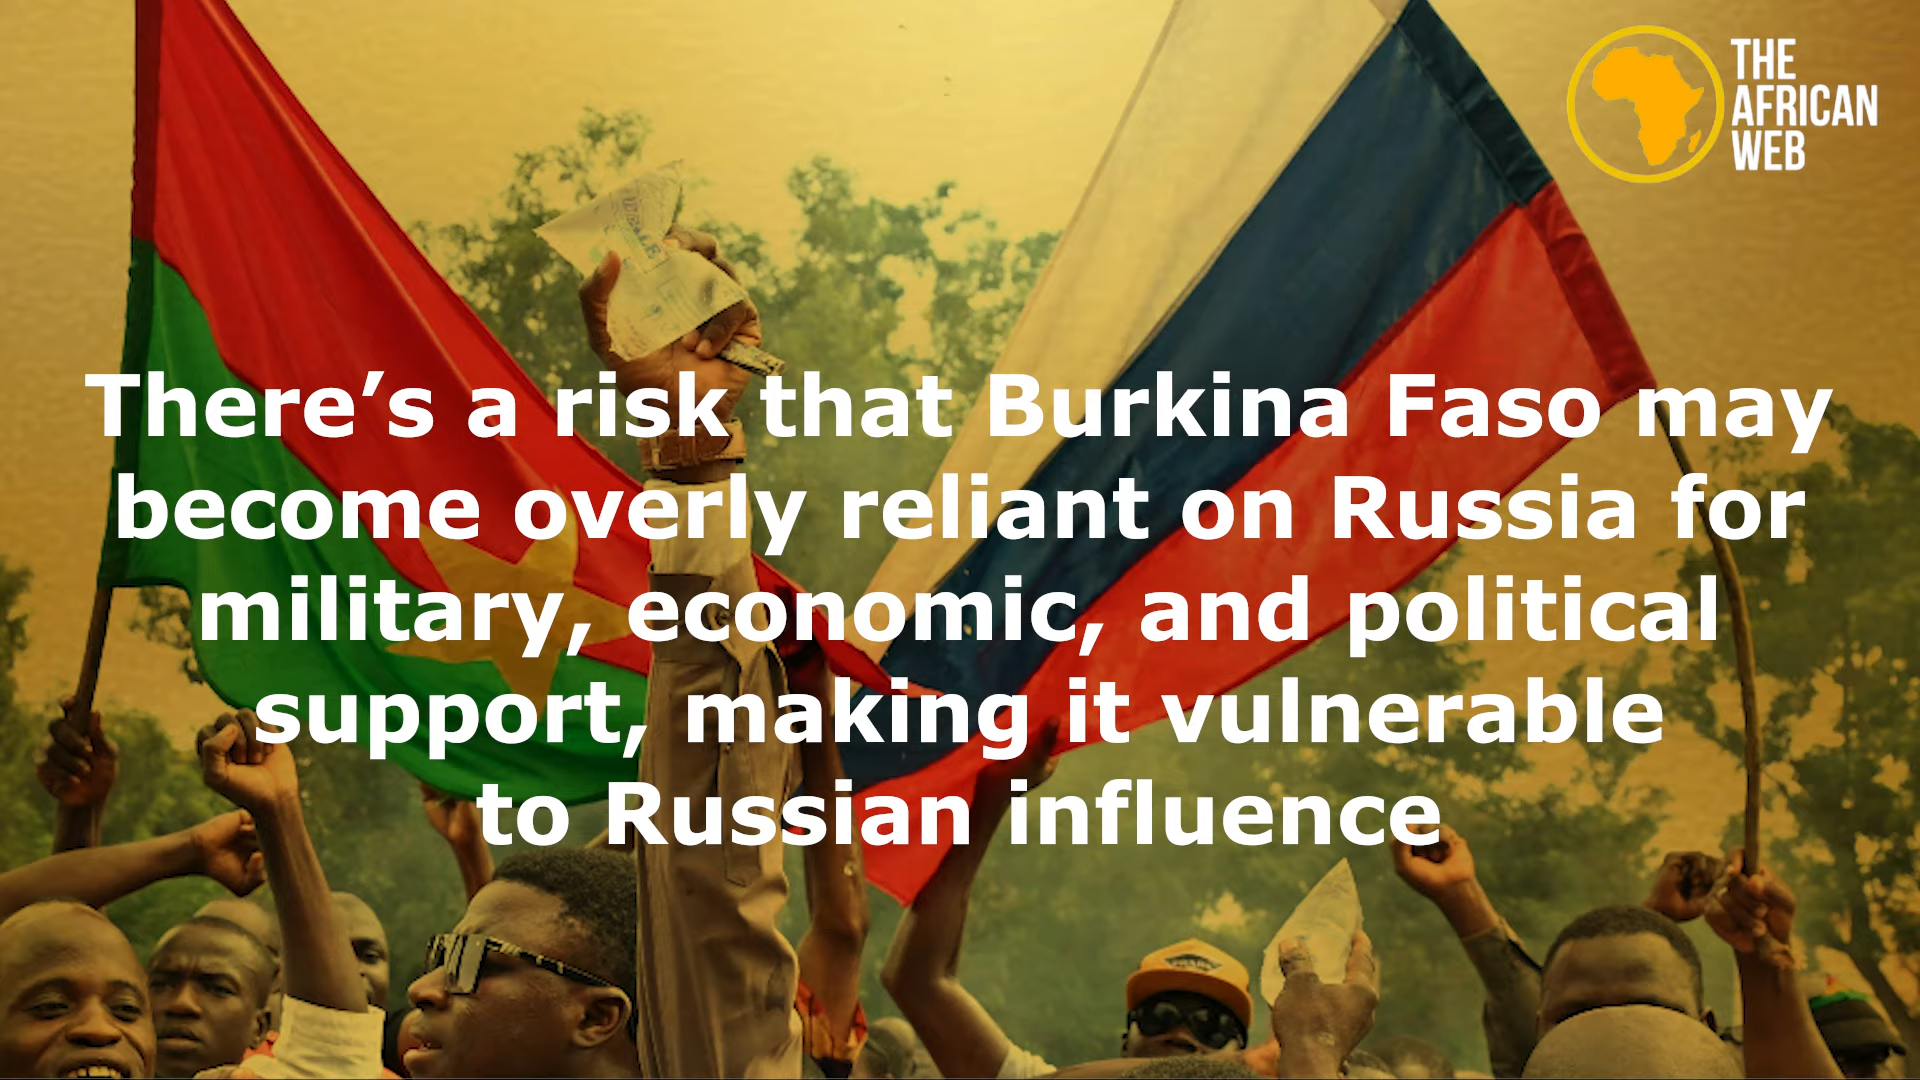 THE
AFRICAN
WEB
There’s a risk that Burkina Faso may
become overly reliant on Russia for
military, economic, and political
support, making it vulnerable
to Russian influence